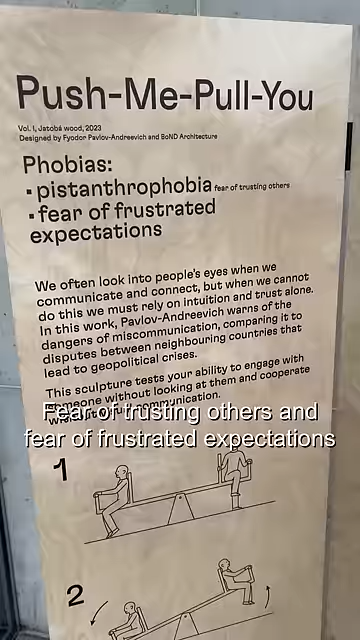 Push-Me-Pull-You
Vol. I, Jatobá wood, 2023
Designed by Fyodor Pavlov-Andreevich and BoND Architecture
Phobias:
▪ pistanthrophobia fear of trusting others
▪ fear of frustrated
expectations
We often look into people's eyes when we
communicate and connect, but when we cannot
do this we must rely on intuition and trust alone.
In this work, Pavlov-Andreevich warns of the
dangers of miscommunication, comparing it to
disputes between neighbouring countries that
lead to geopolitical crises.
This sculpture tests your ability to engage with
someone without looking at them and cooperate
communication.
Fear of trusting others and
fear of frustrated expectations
1
2